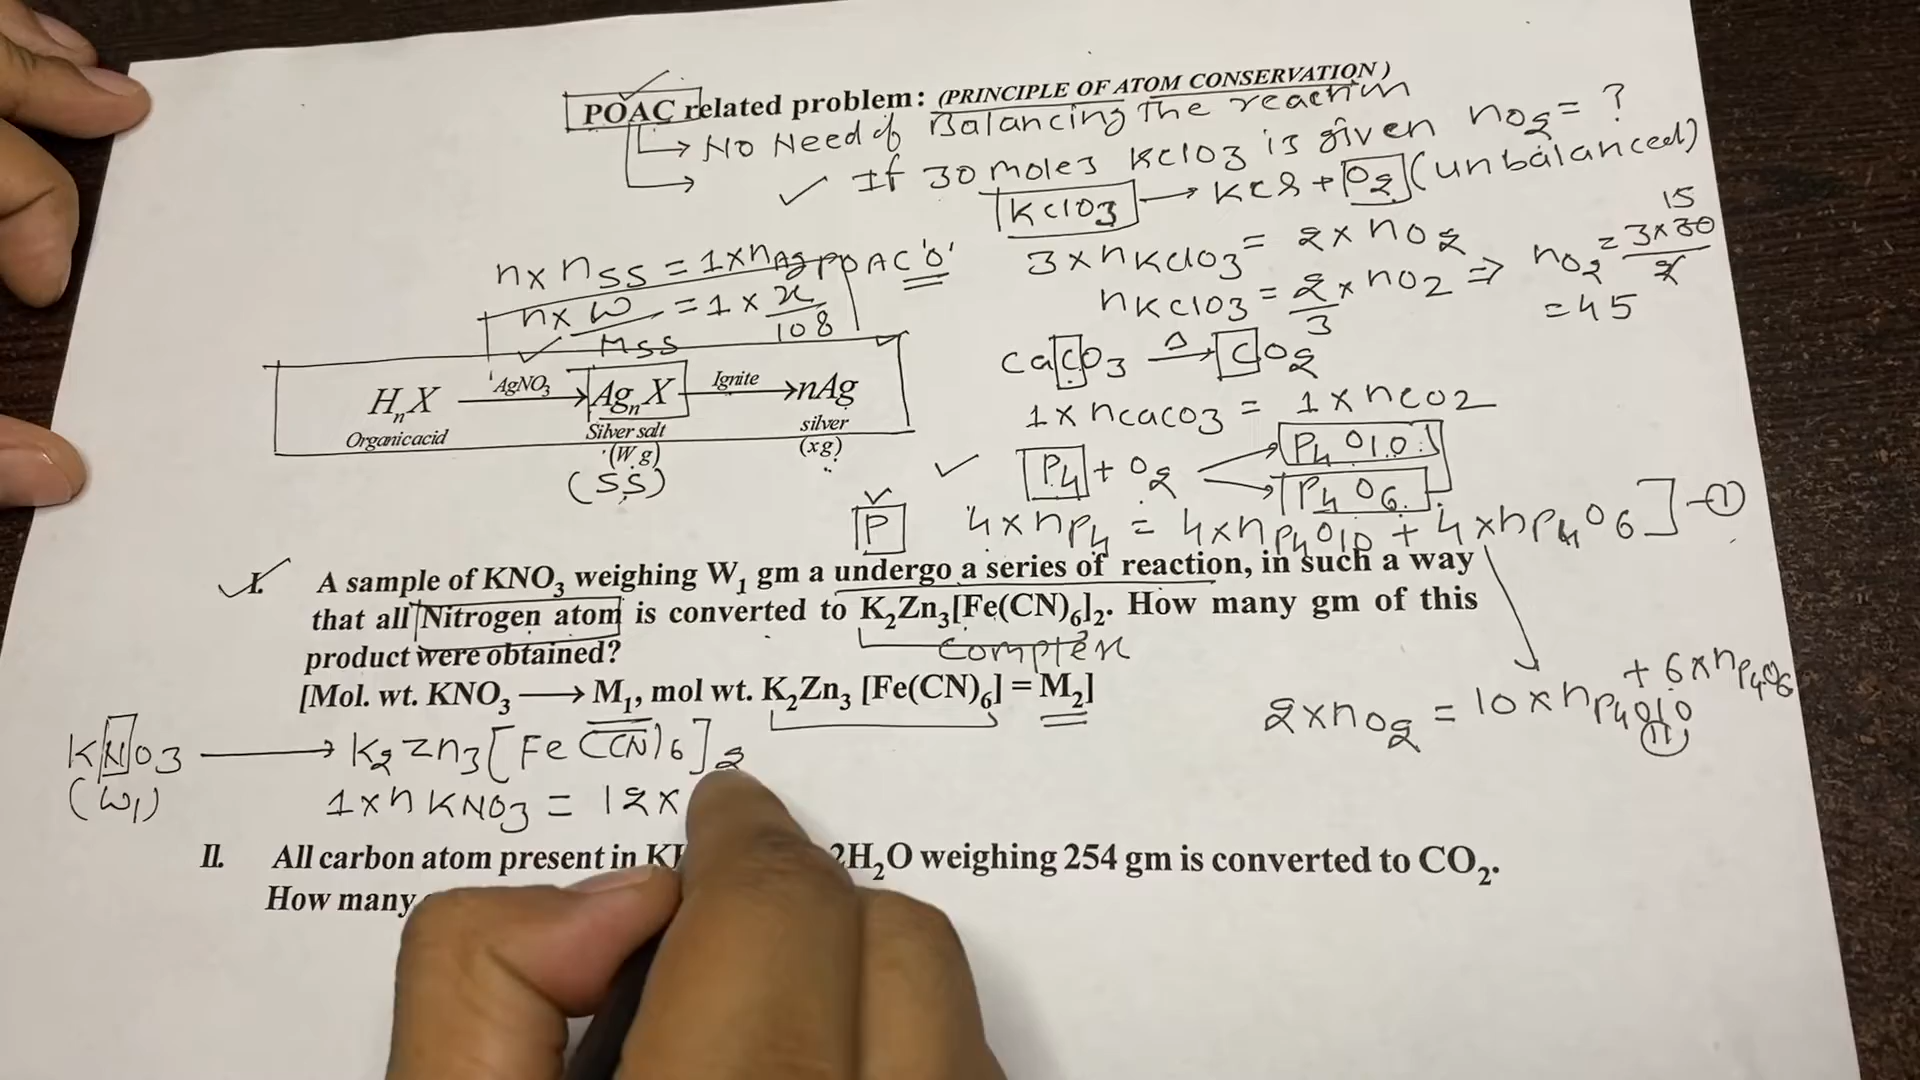 POAC related problem: (PRINCIPLE OF ATOM CONSERVATION)
→ No Need of Balancing The reaction
→
✓ If 30 moles KClO3 is given nO2 = ?
KClO3 → KCl + O2 (unbalanced)
3 × nKClO3 = 2 × nO2
nKClO3 = 2/3 × nO2 ⇒ nO2 = 3×30/2
15
= 45
n × nSS = 1 × nAg POAC 'O'
n × W/MSS = 1 × x/108
HnX —AgNO3→ AgnX —Ignite→ nAg
Organic acid Silver salt silver
(W g) (xg)
(SS)
CaCO3 —Δ→ CO2
1 × nCaCO3 = 1 × nCO2
✓ P4 + O2 → P4O10
→ P4O6
P 4 × nP4 = 4 × nP4O10 + 4 × nP4O6 ] — ①
2 × nO2 = 10 × nP4O10 + 6 × nP4O6
II
I. A sample of KNO3 weighing W1 gm a undergo a series of reaction, in such a way
that all Nitrogen atom is converted to K2Zn3[Fe(CN)6]2. How many gm of this
product were obtained?
Complex
[Mol. wt. KNO3 → M1, mol wt. K2Zn3 [Fe(CN)6] = M2]
KNO3 → K2Zn3[Fe(CN)6]2
(W1) 1 × nKNO3 = 12 ×
II. All carbon atom present in 2H2O weighing 254 gm is converted to CO2.
How many